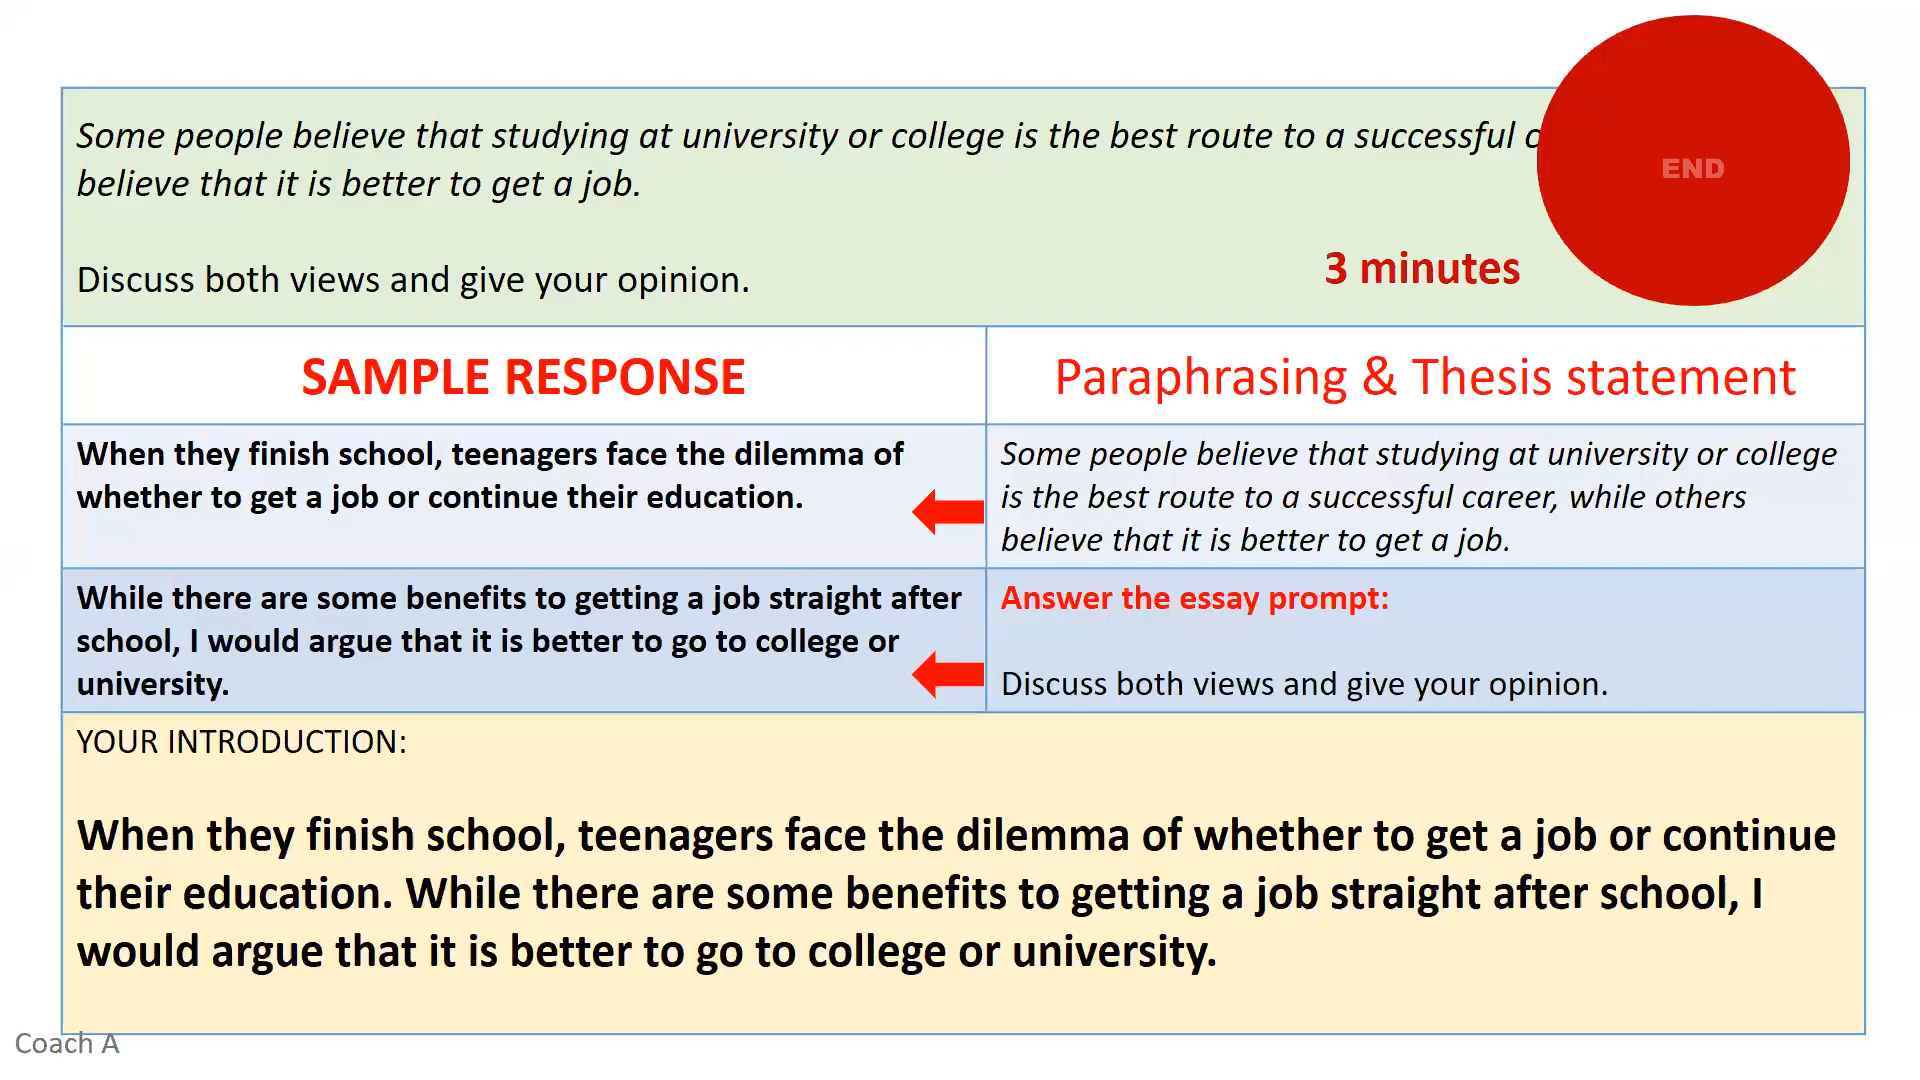 Some people believe that studying at university or college is the best route to a successful
believe that it is better to get a job.
END
Discuss both views and give your opinion.
3 minutes
SAMPLE RESPONSE
Paraphrasing & Thesis statement
When they finish school, teenagers face the dilemma of
whether to get a job or continue their education.
Some people believe that studying at university or college
is the best route to a successful career, while others
believe that it is better to get a job.
While there are some benefits to getting a job straight after
school, I would argue that it is better to go to college or
university.
Answer the essay prompt:
Discuss both views and give your opinion.
YOUR INTRODUCTION:
When they finish school, teenagers face the dilemma of whether to get a job or continue
their education. While there are some benefits to getting a job straight after school, I
would argue that it is better to go to college or university.
Coach A